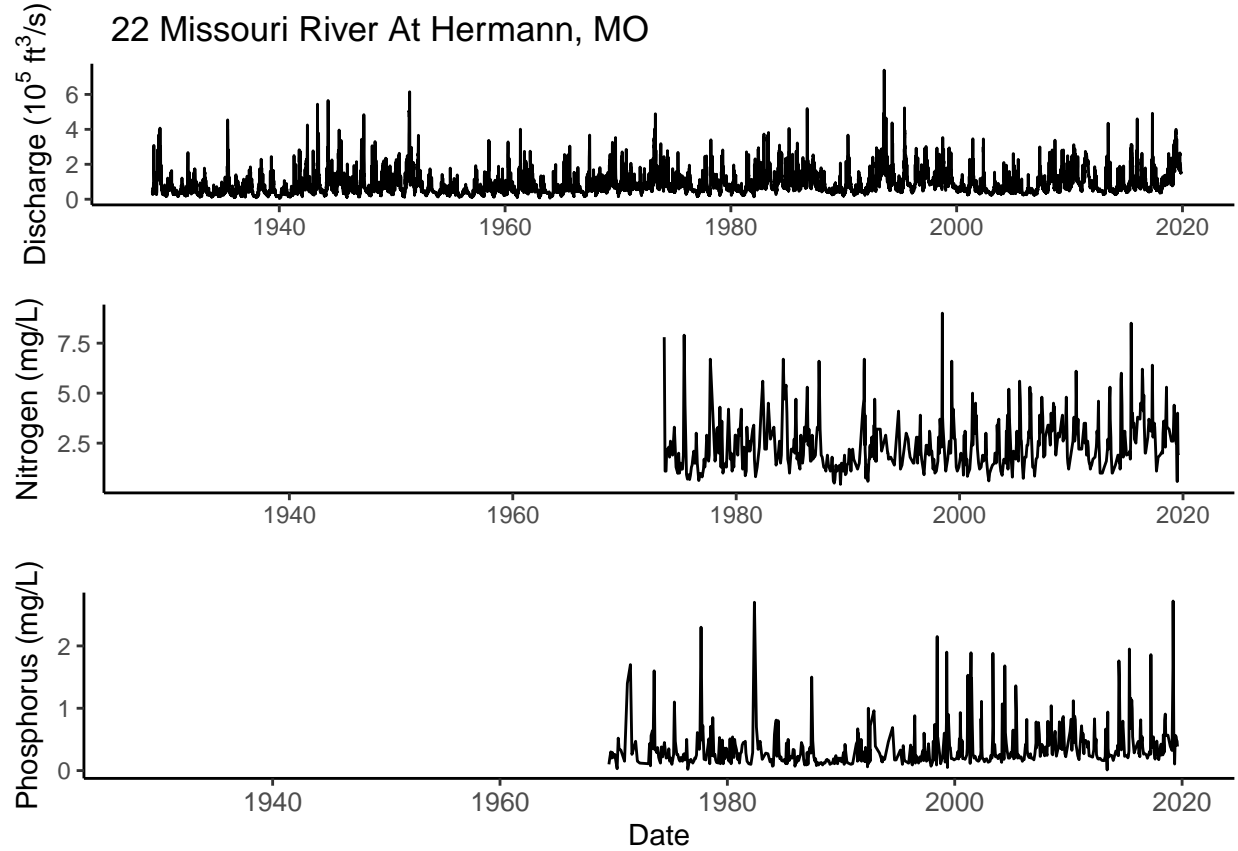 22 Missouri River At Hermann, MO
Discharge (10⁵ ft³/s)
6
4
2
0
1940 1960 1980 2000 2020
Nitrogen (mg/L)
7.5
5.0
2.5
1940 1960 1980 2000 2020
Phosphorus (mg/L)
2
1
0
1940 1960 1980 2000 2020
Date